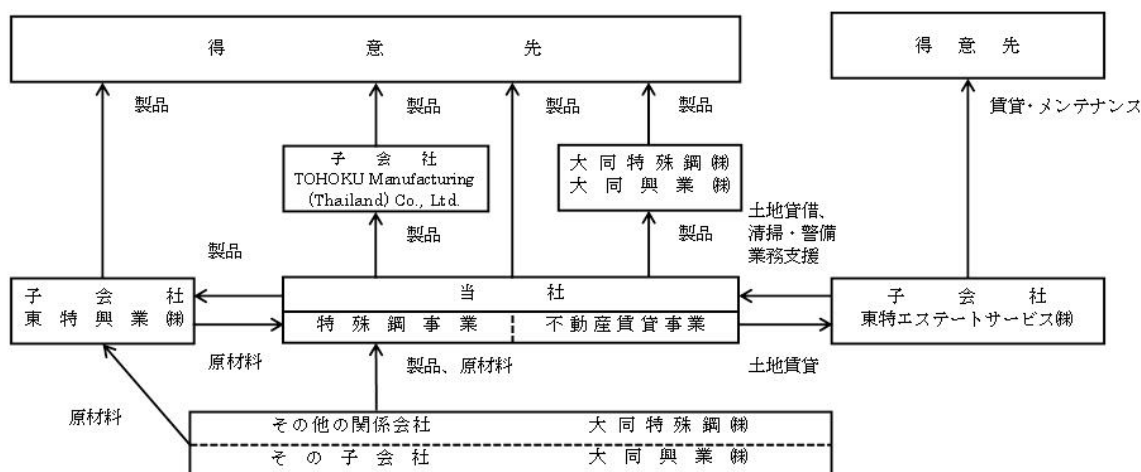 得意先
得意先
製品
製品
製品
製品
賃貸・メンテナンス
子会社
TOHOKU Manufacturing
(Thailand) Co., Ltd.
大同特殊鋼㈱
大同興業㈱
製品
製品
製品
土地貸借、
清掃・警備
業務支援
子会社
東特興業㈱
当社
特殊鋼事業
不動産賃貸事業
子会社
東特エステートサービス㈱
原材料
製品、原材料
土地賃貸
原材料
その他の関係会社 大同特殊鋼㈱
その子会社 大同興業㈱